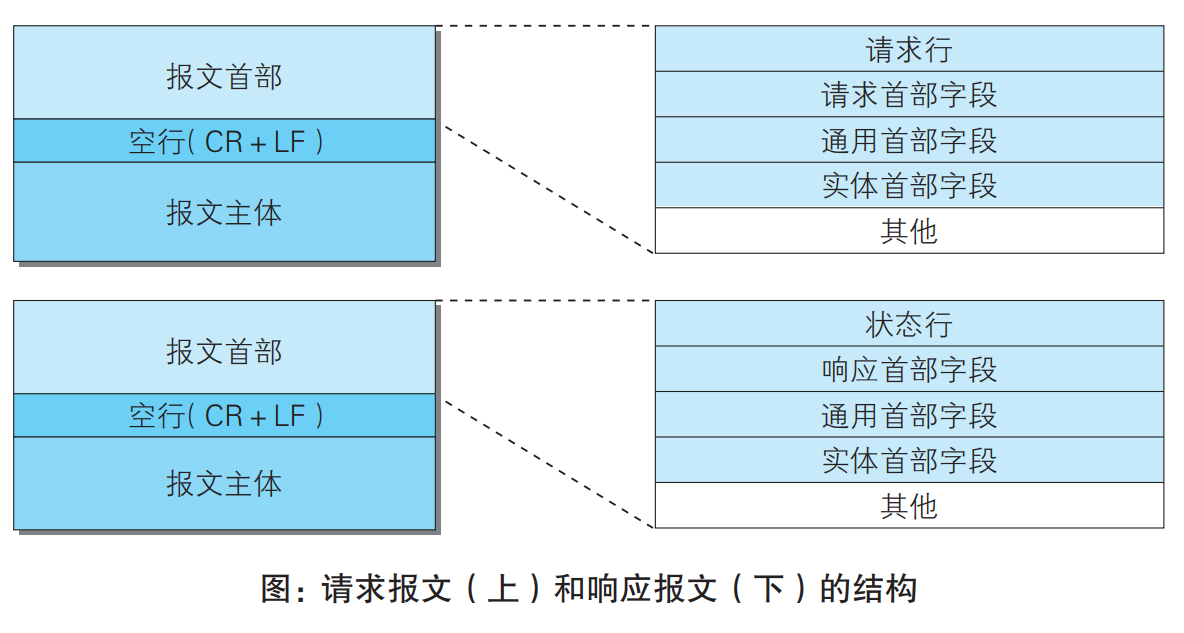 报文首部
空行( CR + LF )
报文主体
请求行
请求首部字段
通用首部字段
实体首部字段
其他
报文首部
空行( CR + LF )
报文主体
状态行
响应首部字段
通用首部字段
实体首部字段
其他
图：请求报文（上）和响应报文（下）的结构